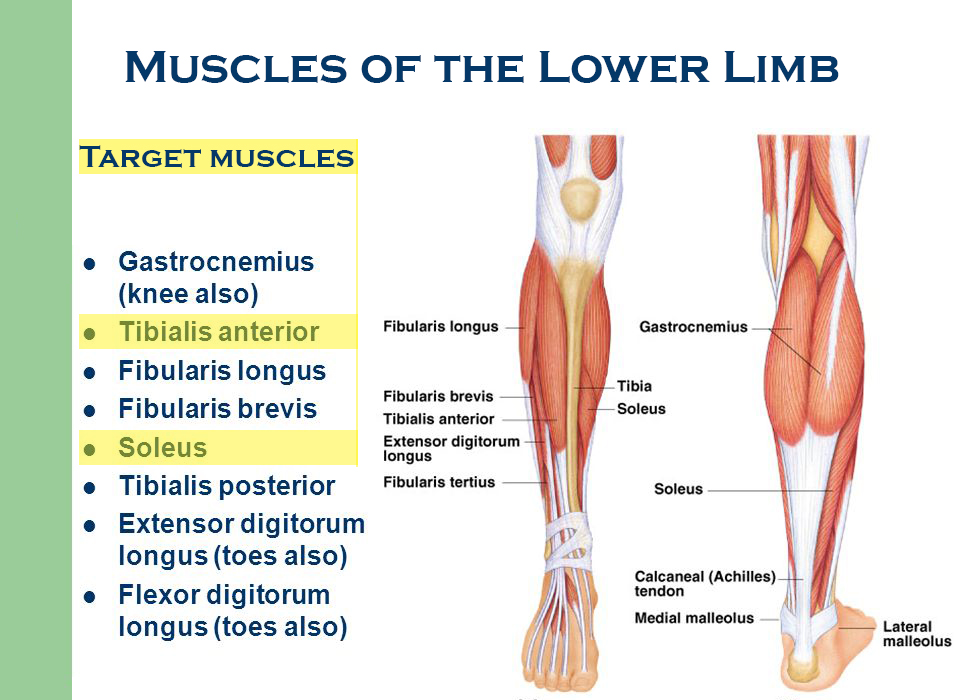 Muscles of the Lower Limb
Target muscles
Gastrocnemius
(knee also)
Tibialis anterior
Fibularis longus
Fibularis brevis
Soleus
Tibialis posterior
Extensor digitorum
longus (toes also)
Flexor digitorum
longus (toes also)
Fibularis longus
Fibularis brevis
Tibialis anterior
Extensor digitorum
longus
Fibularis tertius
Tibia
Soleus
Gastrocnemius
Soleus
Calcaneal (Achilles)
tendon
Medial malleolus
Lateral
malleolus